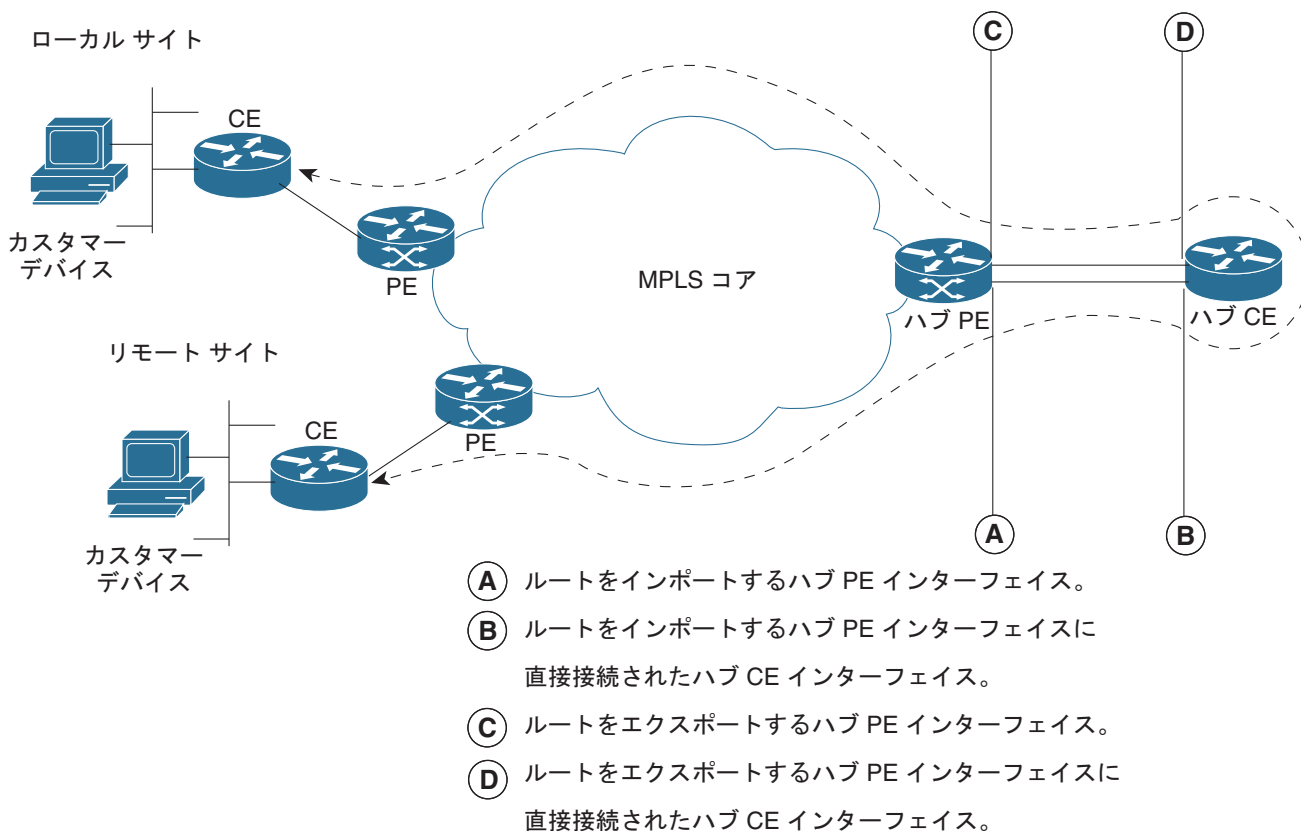 ローカル サイト
C
D
CE
カスタマー
デバイス
PE
MPLS コア
ハブ PE
ハブ CE
リモート サイト
CE
PE
カスタマー
デバイス
A
B
A ルートをインポートするハブ PE インターフェイス。
B ルートをインポートするハブ PE インターフェイスに
直接接続されたハブ CE インターフェイス。
C ルートをエクスポートするハブ PE インターフェイス。
D ルートをエクスポートするハブ PE インターフェイスに
直接接続されたハブ CE インターフェイス。